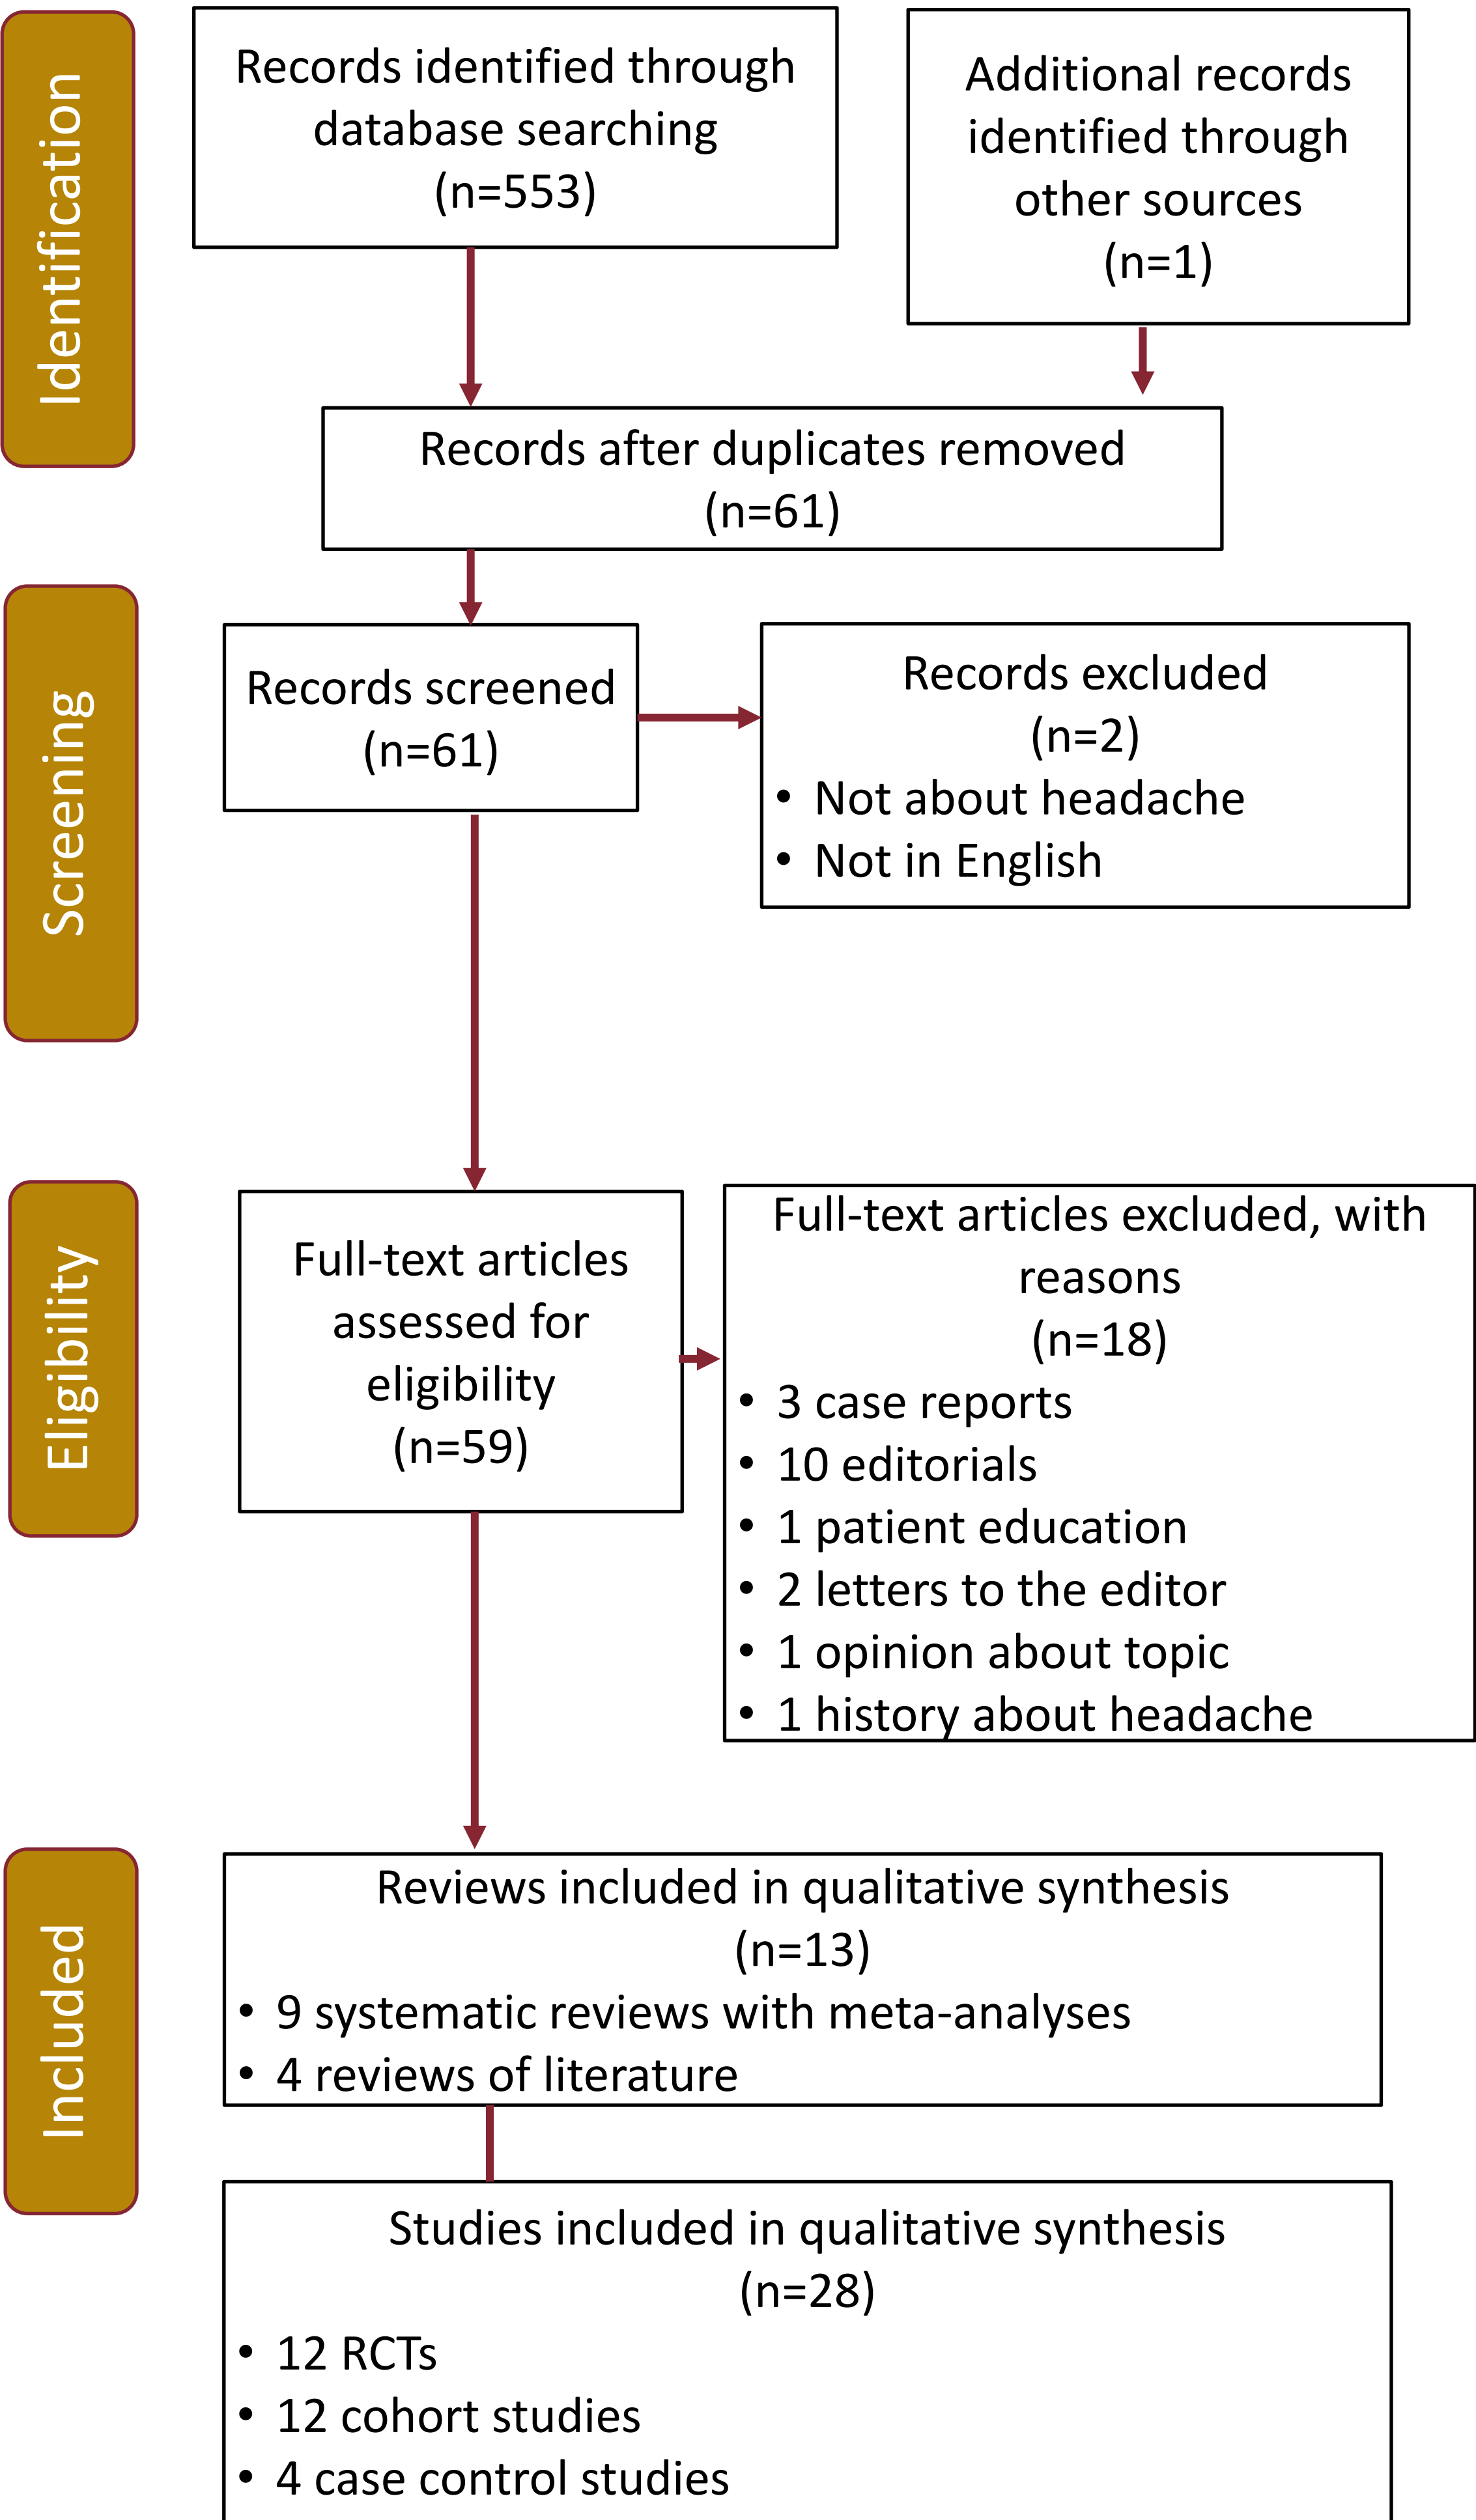 Identification
Records identified through
database searching
(n=553)
Additional records
identified through
other sources
(n=1)
Records after duplicates removed
(n=61)
Screening
Records screened
(n=61)
Records excluded
(n=2)
• Not about headache
• Not in English
Eligibility
Full-text articles
assessed for
eligibility
(n=59)
Full-text articles excluded, with
reasons
(n=18)
• 3 case reports
• 10 editorials
• 1 patient education
• 2 letters to the editor
• 1 opinion about topic
• 1 history about headache
Included
Reviews included in qualitative synthesis
(n=13)
• 9 systematic reviews with meta-analyses
• 4 reviews of literature
Studies included in qualitative synthesis
(n=28)
• 12 RCTs
• 12 cohort studies
• 4 case control studies